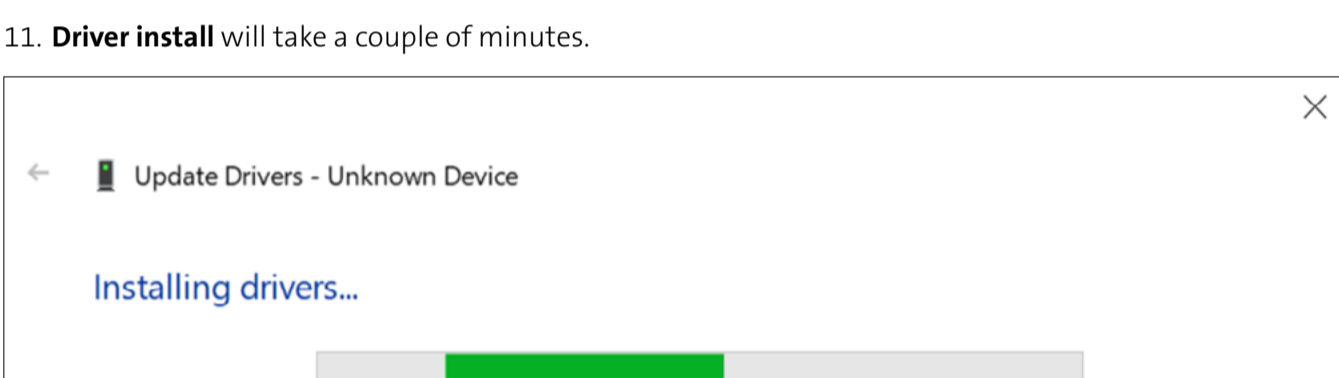 11. Driver install will take a couple of minutes.
Update Drivers - Unknown Device
Installing drivers...